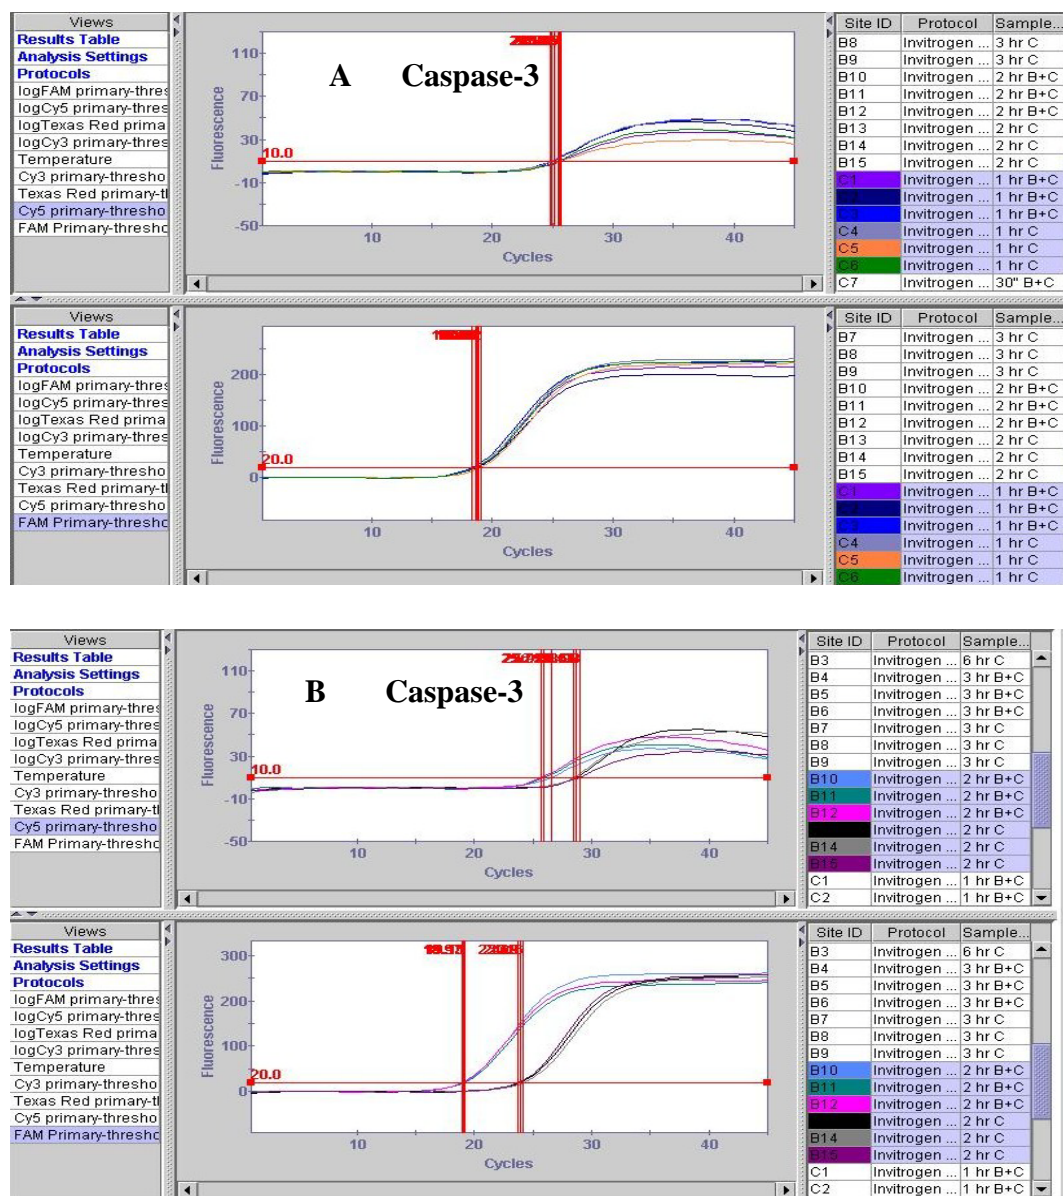 Views
Results Table
Analysis Settings
Protocols
logFAM primary-thres
logCy5 primary-thres
logTexas Red prima
logCy3 primary-thres
Temperature
Cy3 primary-thresho
Texas Red primary-tl
Cy5 primary-thresho
FAM Primary-threshc
A Caspase-3
110
70
30
-10
-50
Fluorescence
10.0
10 20 30 40
Cycles
Site ID Protocol Sample...
B8 Invitrogen ... 3 hr C
B9 Invitrogen ... 3 hr C
B10 Invitrogen ... 2 hr B+C
B11 Invitrogen ... 2 hr B+C
B12 Invitrogen ... 2 hr B+C
B13 Invitrogen ... 2 hr C
B14 Invitrogen ... 2 hr C
B15 Invitrogen ... 2 hr C
C1 Invitrogen ... 1 hr B+C
Invitrogen ... 1 hr B+C
C3 Invitrogen ... 1 hr B+C
C4 Invitrogen ... 1 hr C
C5 Invitrogen ... 1 hr C
C6 Invitrogen ... 1 hr C
C7 Invitrogen ... 30" B+C
Views
Results Table
Analysis Settings
Protocols
logFAM primary-thres
logCy5 primary-thres
logTexas Red prima
logCy3 primary-thres
Temperature
Cy3 primary-thresho
Texas Red primary-tl
Cy5 primary-thresho
FAM Primary-threshc
200
100
0
Fluorescence
20.0
10 20 30 40
Cycles
Site ID Protocol Sample...
B7 Invitrogen ... 3 hr C
B8 Invitrogen ... 3 hr C
B9 Invitrogen ... 3 hr C
B10 Invitrogen ... 2 hr B+C
B11 Invitrogen ... 2 hr B+C
B12 Invitrogen ... 2 hr B+C
B13 Invitrogen ... 2 hr C
B14 Invitrogen ... 2 hr C
B15 Invitrogen ... 2 hr C
C1 Invitrogen ... 1 hr B+C
Invitrogen ... 1 hr B+C
C3 Invitrogen ... 1 hr B+C
C4 Invitrogen ... 1 hr C
C5 Invitrogen ... 1 hr C
C6 Invitrogen ... 1 hr C
Views
Results Table
Analysis Settings
Protocols
logFAM primary-thres
logCy5 primary-thres
logTexas Red prima
logCy3 primary-thres
Temperature
Cy3 primary-thresho
Texas Red primary-tl
Cy5 primary-thresho
FAM Primary-threshc
B Caspase-3
110
70
30
-10
-50
Fluorescence
10.0
10 20 30 40
Cycles
Site ID Protocol Sample...
B3 Invitrogen ... 6 hr C
B4 Invitrogen ... 3 hr B+C
B5 Invitrogen ... 3 hr B+C
B6 Invitrogen ... 3 hr B+C
B7 Invitrogen ... 3 hr C
B8 Invitrogen ... 3 hr C
B9 Invitrogen ... 3 hr C
B10 Invitrogen ... 2 hr B+C
B11 Invitrogen ... 2 hr B+C
B12 Invitrogen ... 2 hr B+C
Invitrogen ... 2 hr C
B14 Invitrogen ... 2 hr C
B15 Invitrogen ... 2 hr C
C1 Invitrogen ... 1 hr B+C
C2 Invitrogen ... 1 hr B+C
Views
Results Table
Analysis Settings
Protocols
logFAM primary-thres
logCy5 primary-thres
logTexas Red prima
logCy3 primary-thres
Temperature
Cy3 primary-thresho
Texas Red primary-tl
Cy5 primary-thresho
FAM Primary-threshc
300
200
100
0
Fluorescence
20.0
10 20 30 40
Cycles
Site ID Protocol Sample...
B3 Invitrogen ... 6 hr C
B4 Invitrogen ... 3 hr B+C
B5 Invitrogen ... 3 hr B+C
B6 Invitrogen ... 3 hr B+C
B7 Invitrogen ... 3 hr C
B8 Invitrogen ... 3 hr C
B9 Invitrogen ... 3 hr C
B10 Invitrogen ... 2 hr B+C
B11 Invitrogen ... 2 hr B+C
B12 Invitrogen ... 2 hr B+C
Invitrogen ... 2 hr C
B14 Invitrogen ... 2 hr C
B15 Invitrogen ... 2 hr C
C1 Invitrogen ... 1 hr B+C
C2 Invitrogen ... 1 hr B+C